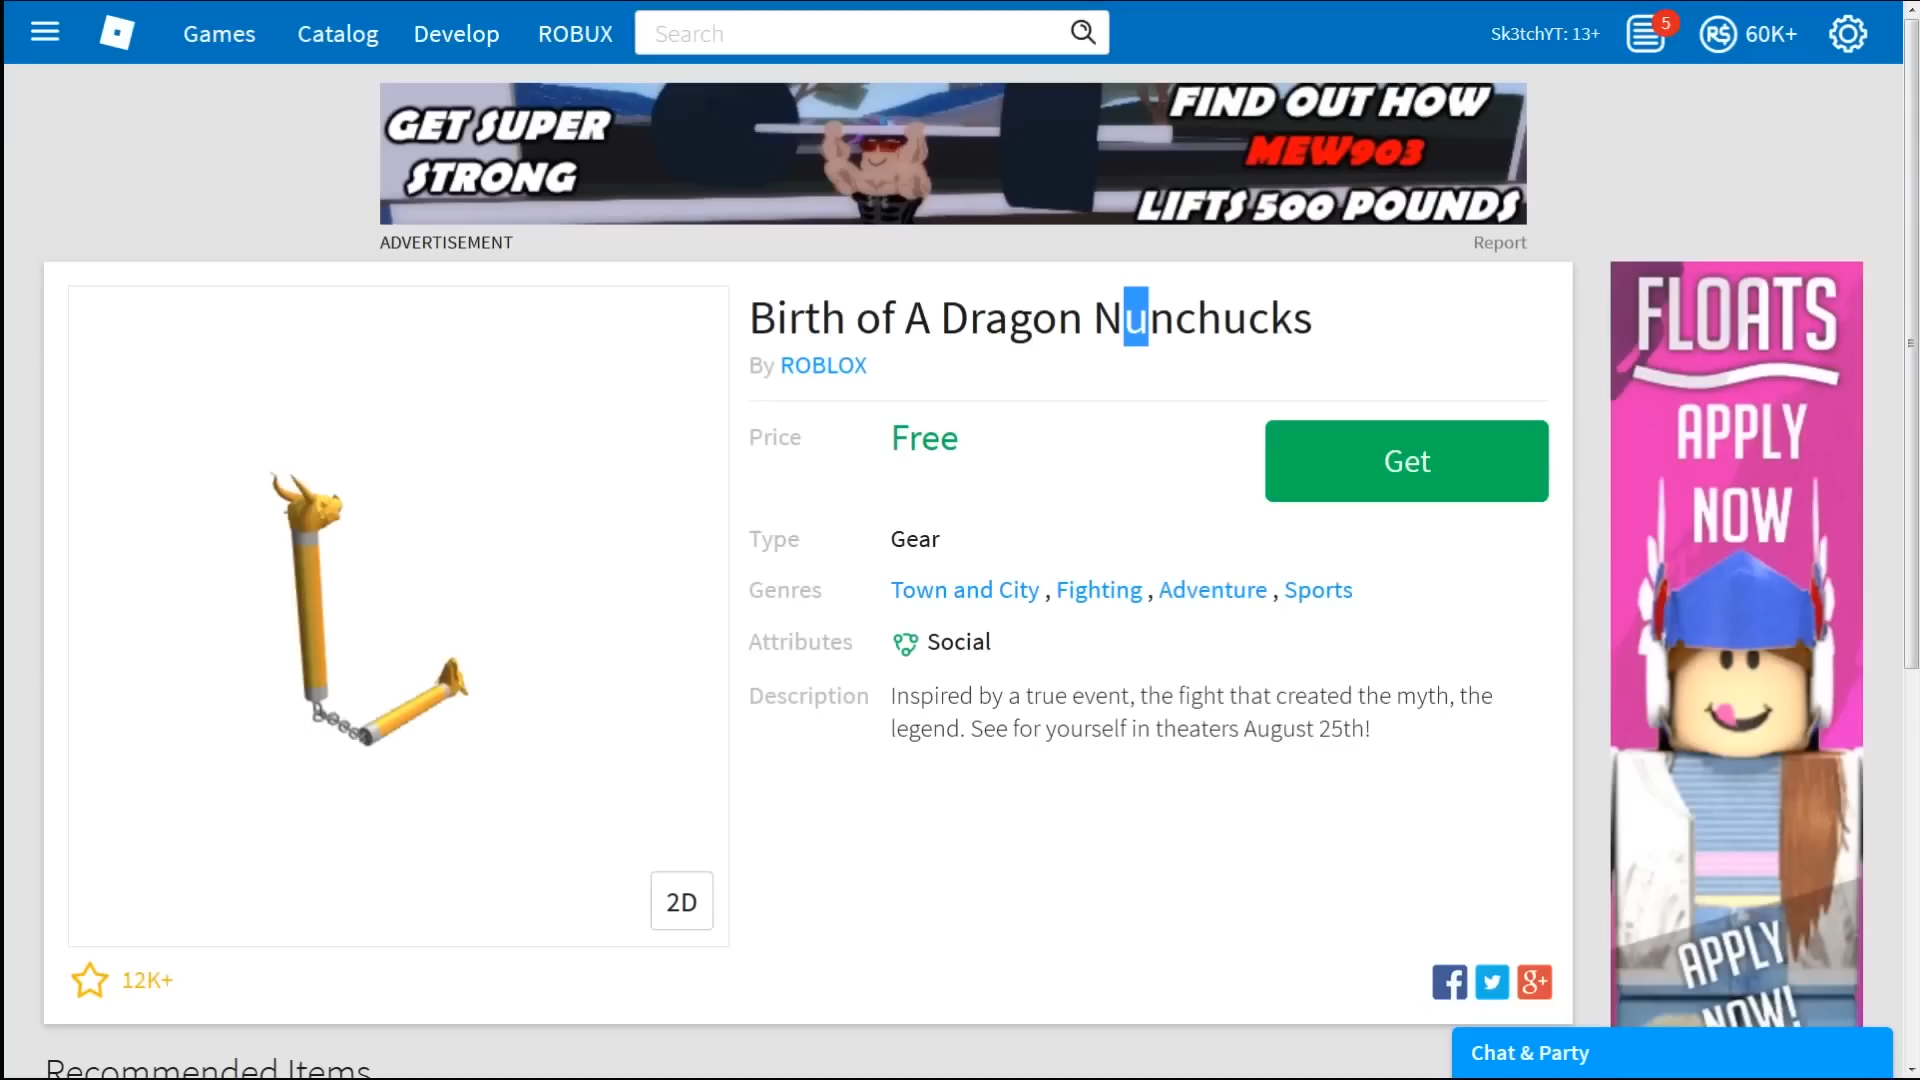 Games Catalog Develop ROBUX Search Sk3tchYT: 13+ 5 R$ 60K+
GET SUPER STRONG
FIND OUT HOW
MEW903
LIFTS 500 POUNDS
ADVERTISEMENT Report
Birth of A Dragon Nunchucks
By ROBLOX
Price Free Get
Type Gear
Genres Town and City , Fighting , Adventure , Sports
Attributes Social
Description Inspired by a true event, the fight that created the myth, the
legend. See for yourself in theaters August 25th!
2D
12K+
f g+
FLOATS
APPLY
NOW
APPLY
NOW!
Chat & Party
Recommended Items